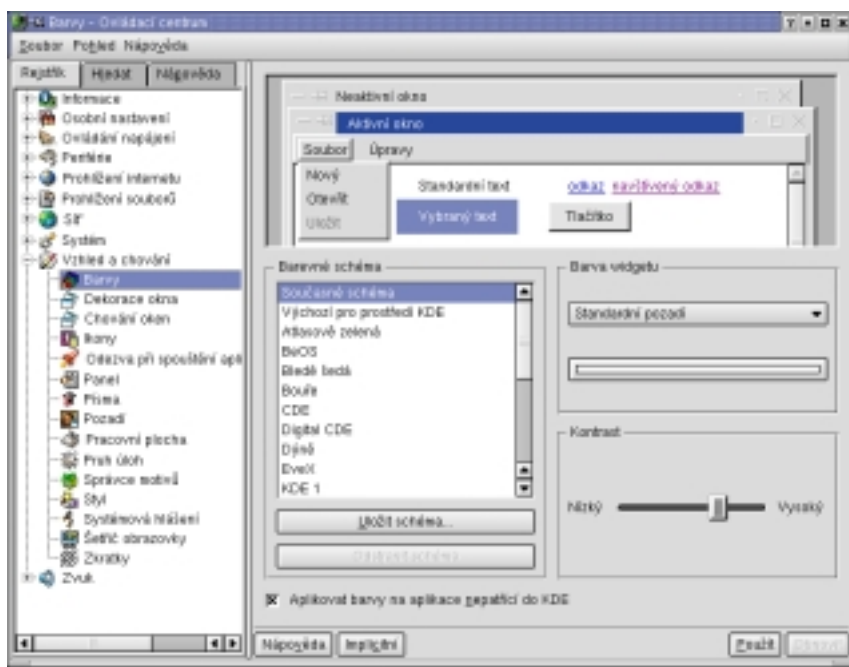 Barvy - Ovládací centrum
Soubor Pohled Nápověda
Rejstřík Hledat Nápověda
Informace
Osobní nastavení
Ovládání napájení
Periférie
Prohlížení internetu
Prohlížení souborů
Síť
Systém
Vzhled a chování
Barvy
Dekorace okna
Chování oken
Ikony
Odezva při spouštění apl
Panel
Písma
Pozadí
Pracovní plocha
Pruh úloh
Správce motivů
Styl
Systémová hlášení
Šetřič obrazovky
Zkratky
Zvuk
Neaktivní okno
Aktivní okno
Soubor Úpravy
Nový
Otevřít
Uložit
Standardní text odkaz navštívený odkaz
Vybraný text Tlačítko
Barevné schéma
Současné schéma
Výchozí pro prostředí KDE
Atlasově zelená
BeOS
Bledě šedá
Bouře
CDE
Digital CDE
Dýně
EveX
KDE 1
Uložit schéma...
Odstranit schéma
Barva widgetu
Standardní pozadí
Kontrast
Nízký Vysoký
Aplikovat barvy na aplikace nepatřící do KDE
Nápověda Implicitní Použít Obnovit